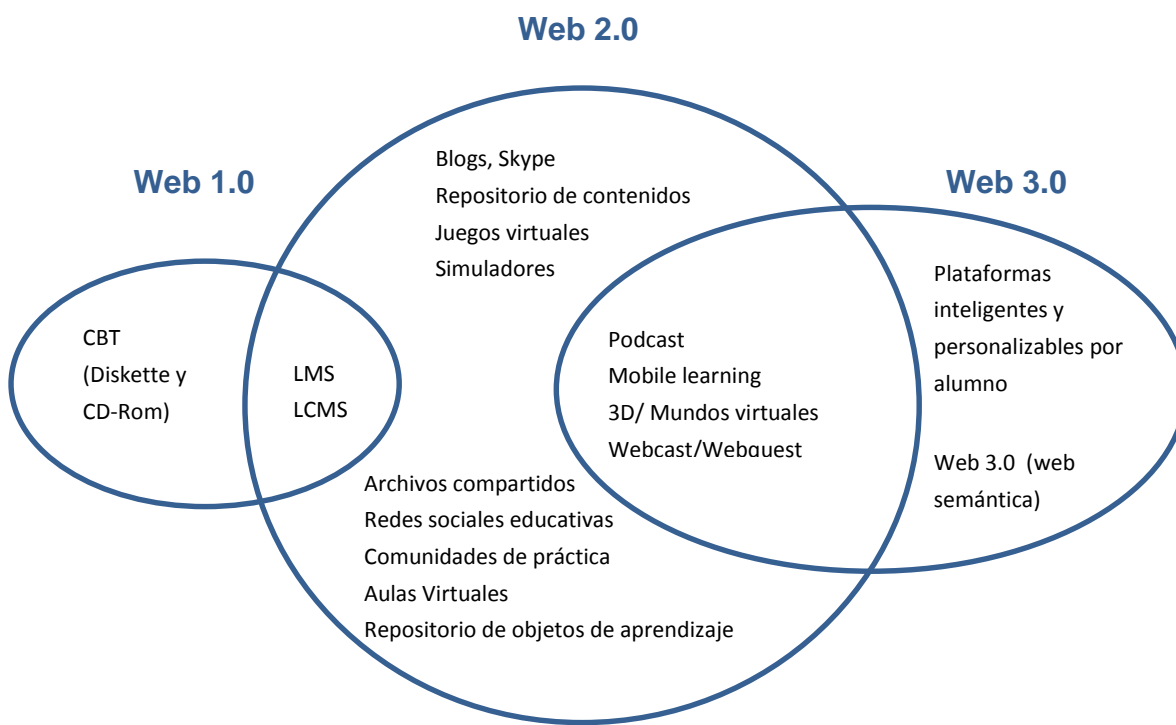 Web 2.0
Web 1.0
Web 3.0
Blogs, Skype
Repositorio de contenidos
Juegos virtuales
Simuladores
CBT
(Diskette y
CD-Rom)
LMS
LCMS
Podcast
Mobile learning
3D/ Mundos virtuales
Webcast/Webquest
Plataformas
inteligentes y
personalizables por
alumno
Web 3.0 (web
semántica)
Archivos compartidos
Redes sociales educativas
Comunidades de práctica
Aulas Virtuales
Repositorio de objetos de aprendizaje